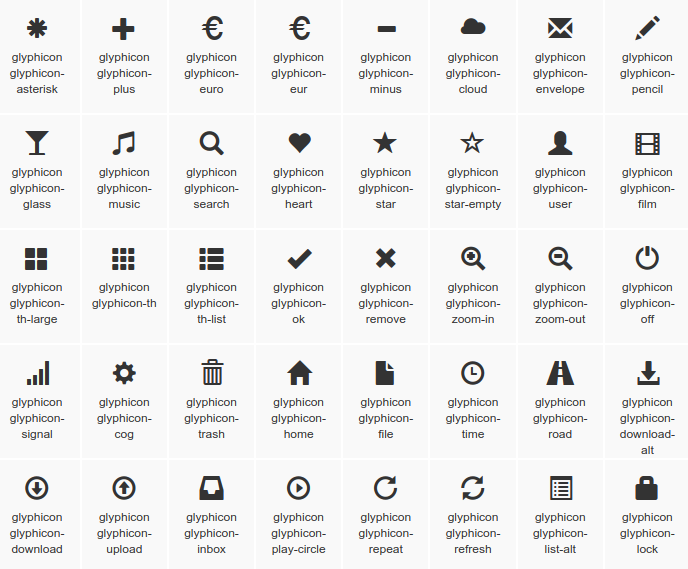 glyphicon
glyphicon-
asterisk
glyphicon
glyphicon-
plus
glyphicon
glyphicon-
euro
glyphicon
glyphicon-
eur
glyphicon
glyphicon-
minus
glyphicon
glyphicon-
cloud
glyphicon
glyphicon-
envelope
glyphicon
glyphicon-
pencil
glyphicon
glyphicon-
glass
glyphicon
glyphicon-
music
glyphicon
glyphicon-
search
glyphicon
glyphicon-
heart
glyphicon
glyphicon-
star
glyphicon
glyphicon-
star-empty
glyphicon
glyphicon-
user
glyphicon
glyphicon-
film
glyphicon
glyphicon-
th-large
glyphicon
glyphicon-th
glyphicon
glyphicon-
th-list
glyphicon
glyphicon-
ok
glyphicon
glyphicon-
remove
glyphicon
glyphicon-
zoom-in
glyphicon
glyphicon-
zoom-out
glyphicon
glyphicon-
off
glyphicon
glyphicon-
signal
glyphicon
glyphicon-
cog
glyphicon
glyphicon-
trash
glyphicon
glyphicon-
home
glyphicon
glyphicon-
file
glyphicon
glyphicon-
time
glyphicon
glyphicon-
road
glyphicon
glyphicon-
download-
alt
glyphicon
glyphicon-
download
glyphicon
glyphicon-
upload
glyphicon
glyphicon-
inbox
glyphicon
glyphicon-
play-circle
glyphicon
glyphicon-
repeat
glyphicon
glyphicon-
refresh
glyphicon
glyphicon-
list-alt
glyphicon
glyphicon-
lock